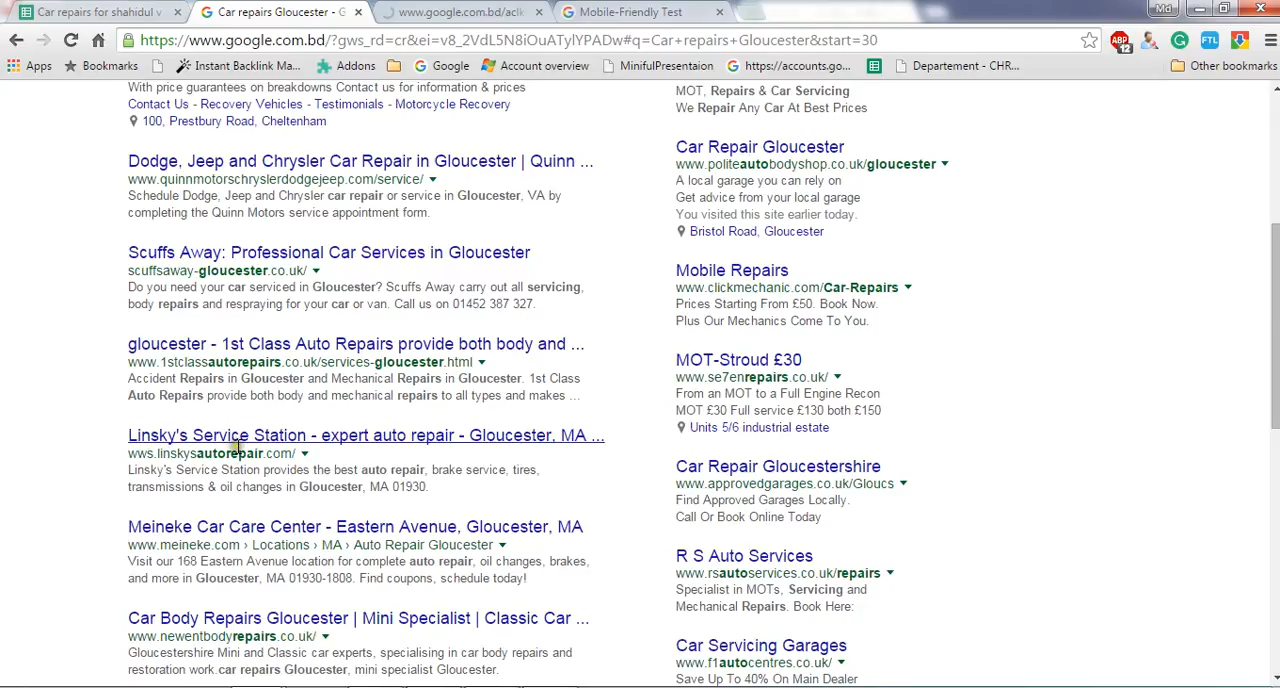 Car repairs for shahidul v
Car repairs Gloucester - G
www.google.com.bd/aclk
Mobile-Friendly Test
Md
https://www.google.com.bd/?gws_rd=cr&ei=v8_2VdL5N8iOuATylYPADw#q=Car+repairs+Gloucester&start=30
ABP
12
FTL
Apps
Bookmarks
Instant Backlink Ma...
Addons
Google
Account overview
MinifulPresentaion
https://accounts.go...
Departement - CHR...
Other bookmarks
With price guarantees on breakdowns Contact us for information & prices
Contact Us - Recovery Vehicles - Testimonials - Motorcycle Recovery
100, Prestbury Road, Cheltenham
Dodge, Jeep and Chrysler Car Repair in Gloucester | Quinn ...
www.quinnmotorschryslerdodgejeep.com/service/
Schedule Dodge, Jeep and Chrysler car repair or service in Gloucester, VA by
completing the Quinn Motors service appointment form.
Scuffs Away: Professional Car Services in Gloucester
scuffsaway-gloucester.co.uk/
Do you need your car serviced in Gloucester? Scuffs Away carry out all servicing,
body repairs and respraying for your car or van. Call us on 01452 387 327.
gloucester - 1st Class Auto Repairs provide both body and ...
www.1stclassautorepairs.co.uk/services-gloucester.html
Accident Repairs in Gloucester and Mechanical Repairs in Gloucester. 1st Class
Auto Repairs provide both body and mechanical repairs to all types and makes ...
Linsky's Service Station - expert auto repair - Gloucester, MA ...
wws.linskysautorepair.com/
Linsky's Service Station provides the best auto repair, brake service, tires,
transmissions & oil changes in Gloucester, MA 01930.
Meineke Car Care Center - Eastern Avenue, Gloucester, MA
www.meineke.com › Locations › MA › Auto Repair Gloucester
Visit our 168 Eastern Avenue location for complete auto repair, oil changes, brakes,
and more in Gloucester, MA 01930-1808. Find coupons, schedule today!
Car Body Repairs Gloucester | Mini Specialist | Classic Car ...
www.newentbodyrepairs.co.uk/
Gloucestershire Mini and Classic car experts, specialising in car body repairs and
restoration work.car repairs Gloucester, mini specialist Gloucester.
MOT, Repairs & Car Servicing
We Repair Any Car At Best Prices
Car Repair Gloucester
www.politeautobodyshop.co.uk/gloucester
A local garage you can rely on
Get advice from your local garage
You visited this site earlier today.
Bristol Road, Gloucester
Mobile Repairs
www.clickmechanic.com/Car-Repairs
Prices Starting From £50. Book Now.
Plus Our Mechanics Come To You.
MOT-Stroud £30
www.se7enrepairs.co.uk/
From an MOT to a Full Engine Recon
MOT £30 Full service £130 both £150
Units 5/6 industrial estate
Car Repair Gloucestershire
www.approvedgarages.co.uk/Gloucs
Find Approved Garages Locally.
Call Or Book Online Today
R S Auto Services
www.rsautoservices.co.uk/repairs
Specialist in MOTs, Servicing and
Mechanical Repairs. Book Here:
Car Servicing Garages
www.f1autocentres.co.uk/
Save Up To 40% On Main Dealer